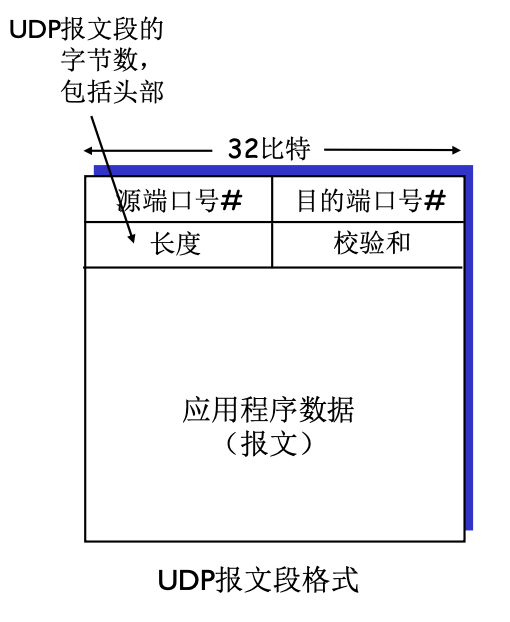 UDP报文段的
字节数，
包括头部
32比特
源端口号# 目的端口号#
长度 校验和
应用程序数据
（报文）
UDP报文段格式